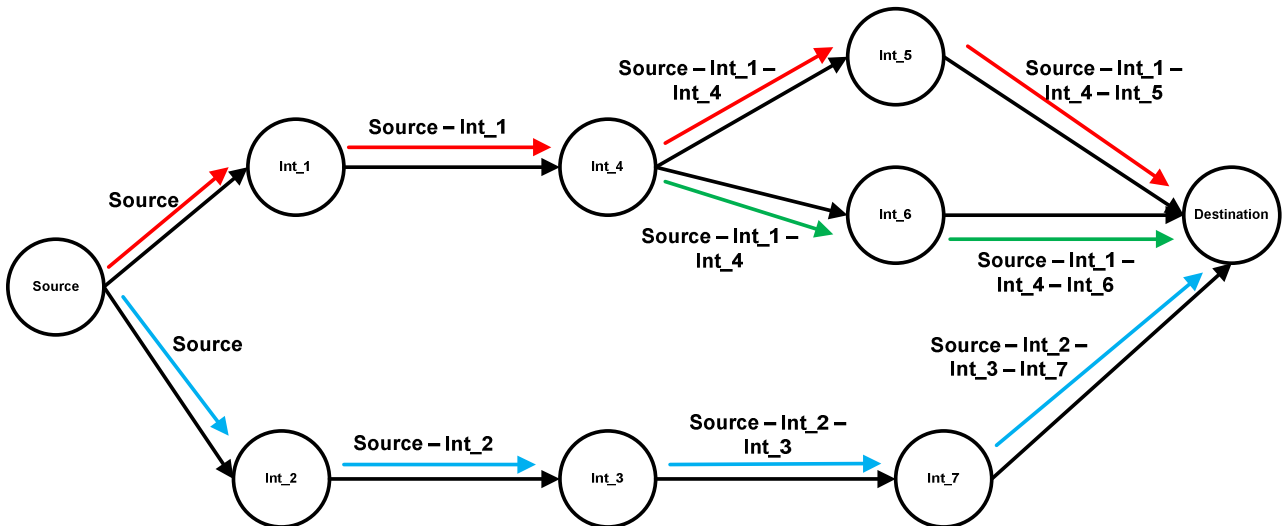 Int_5
Source – Int_1 –
Int_4
Source – Int_1 –
Int_4 – Int_5
Source – Int_1
Int_1
Int_4
Source
Int_6
Destination
Source – Int_1 –
Int_4
Source – Int_1 –
Int_4 – Int_6
Source
Source
Source – Int_2 –
Int_3 – Int_7
Source – Int_2
Source – Int_2 –
Int_3
Int_2
Int_3
Int_7